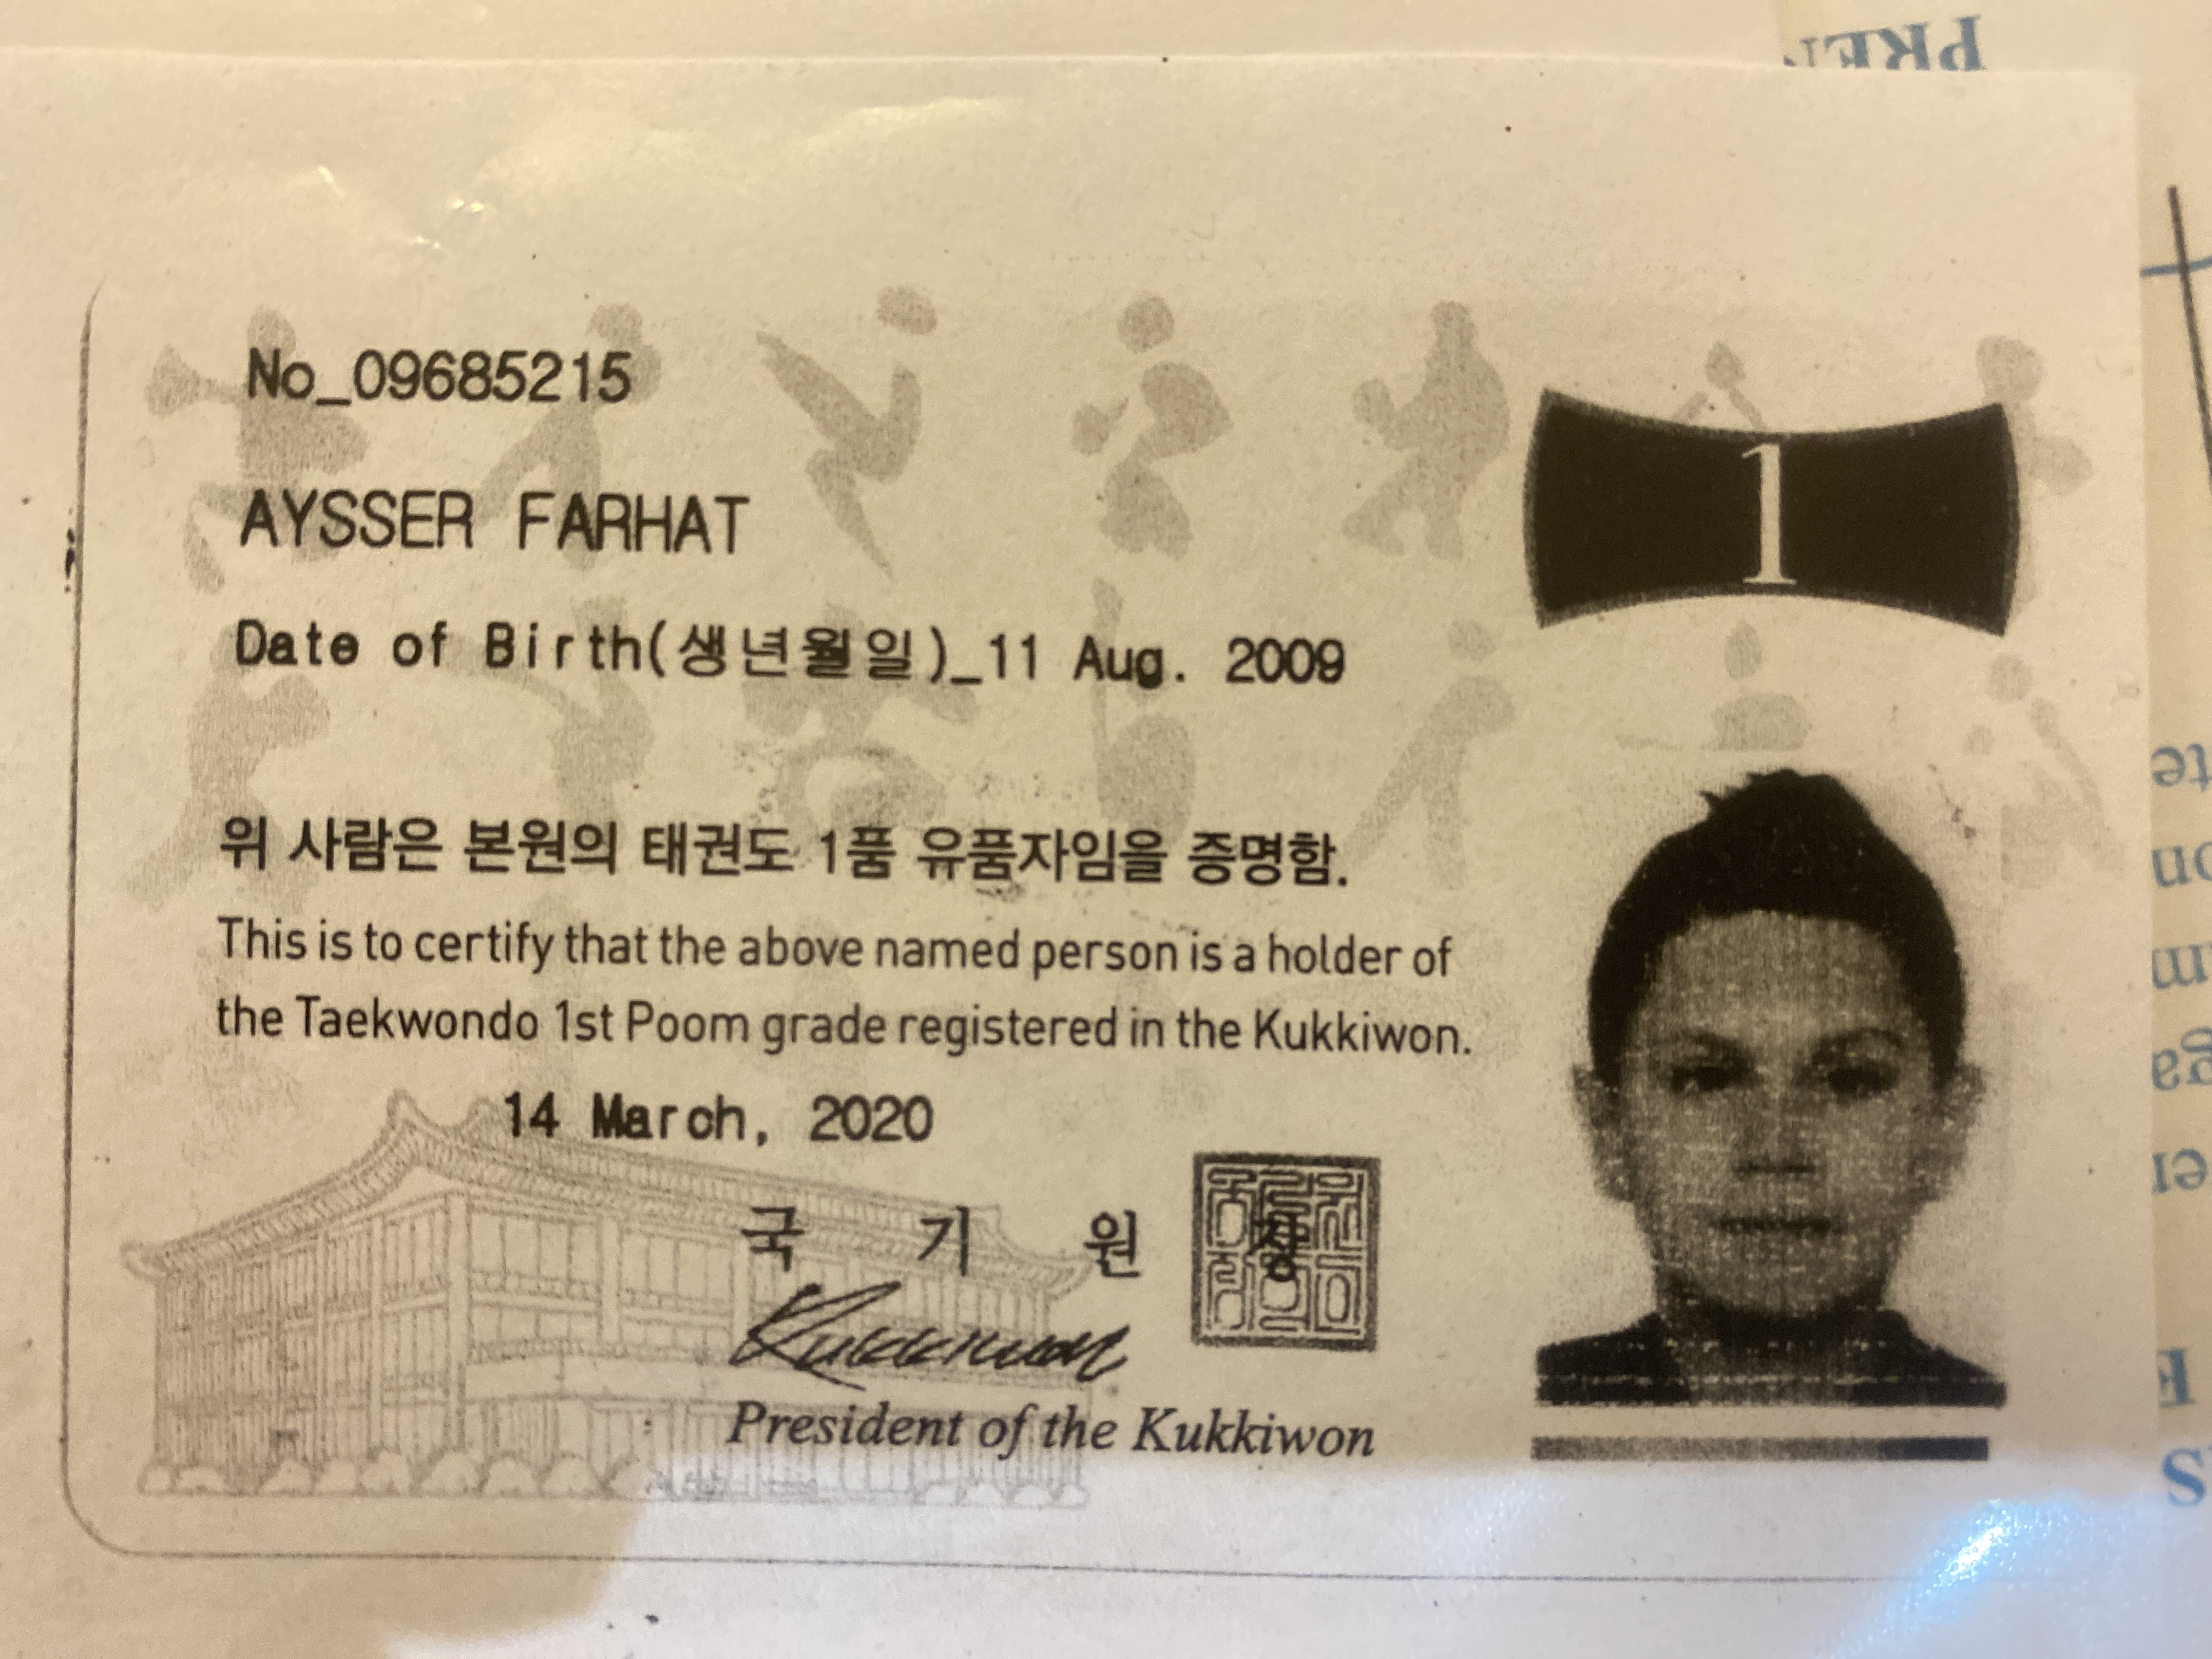 No_09685215
1
AYSSER FARHAT
Date of Birth(생년월일)_11 Aug. 2009
위 사람은 본원의 태권도 1품 유품자임을 증명함.
This is to certify that the above named person is a holder of
the Taekwondo 1st Poom grade registered in the Kukkiwon.
14 March, 2020
국 기 원 장
Kukkiwon
President of the Kukkiwon